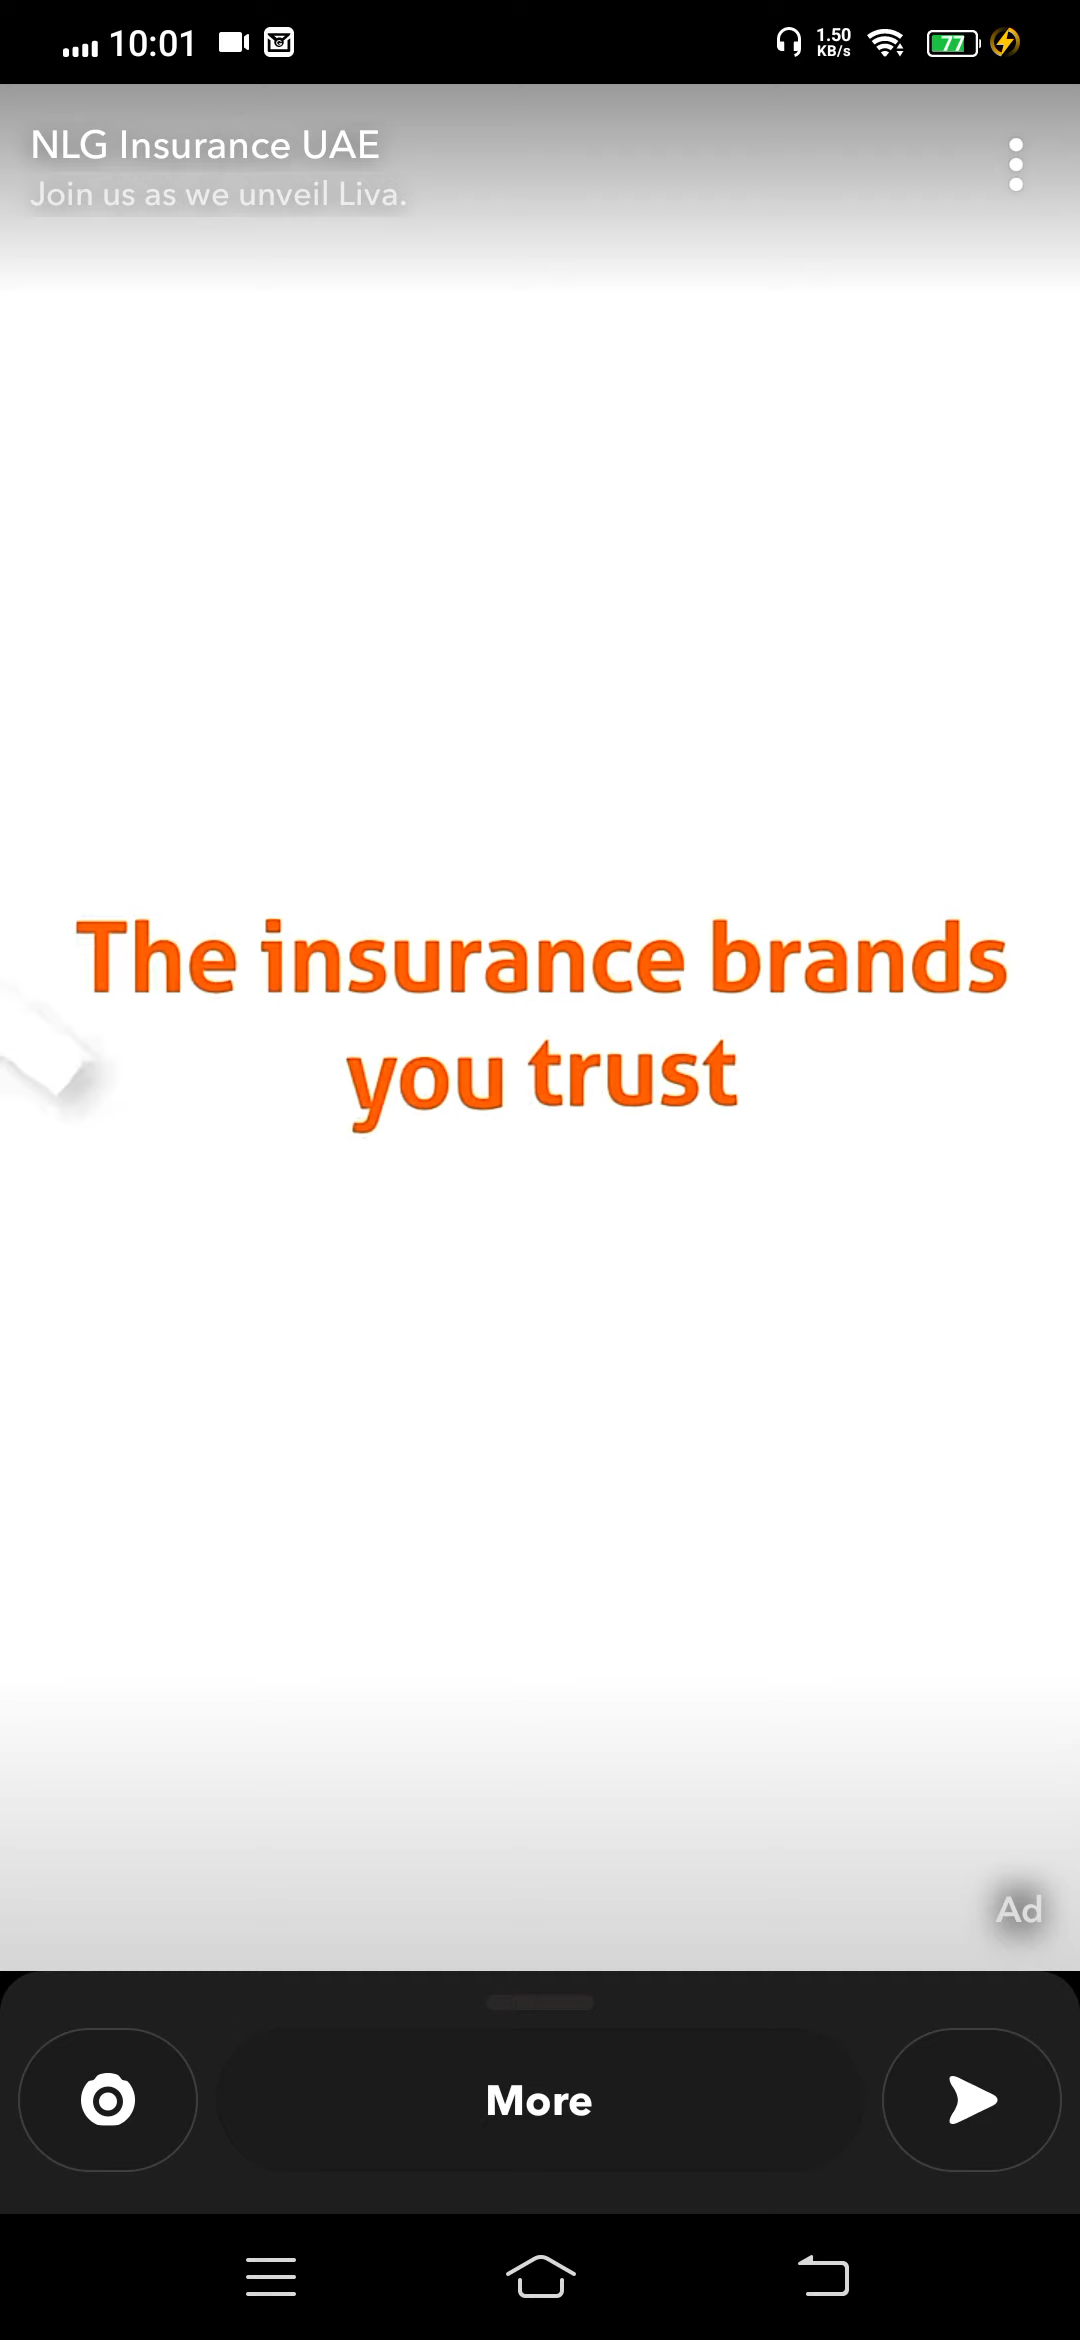 10:01
1.50
KB/s
77
NLG Insurance UAE
Join us as we unveil Liva.
The insurance brands
you trust
Ad
More